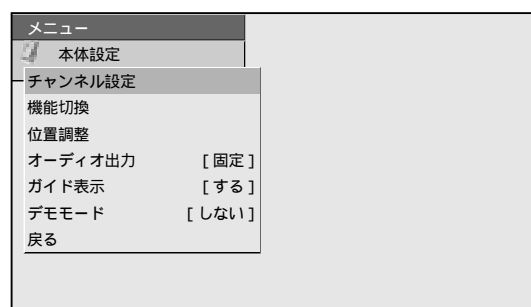 メニュー
本体設定
チャンネル設定
機能切換
位置調整
オーディオ出力 [固定]
ガイド表示 [する]
デモモード [しない]
戻る